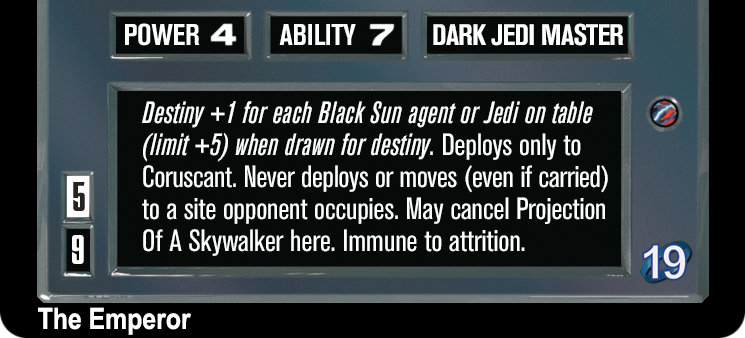 POWER 4 ABILITY 7 DARK JEDI MASTER
Destiny +1 for each Black Sun agent or Jedi on table
(limit +5) when drawn for destiny. Deploys only to
Coruscant. Never deploys or moves (even if carried)
to a site opponent occupies. May cancel Projection
Of A Skywalker here. Immune to attrition.
5
9
19
The Emperor